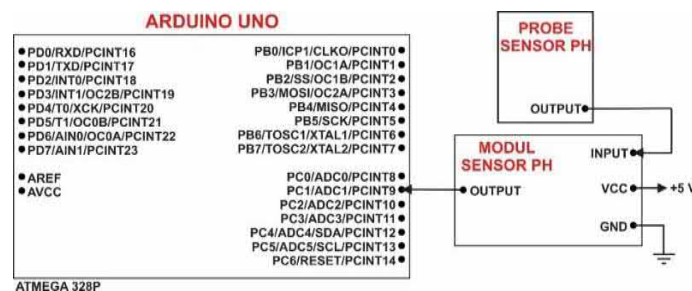 ARDUINO UNO
PD0/RXD/PCINT16
PD1/TXD/PCINT17
PD2/INT0/PCINT18
PD3/INT1/OC2B/PCINT19
PD4/T0/XCK/PCINT20
PD5/T1/OC0B/PCINT21
PD6/AIN0/OC0A/PCINT22
PD7/AIN1/PCINT23
AREF
AVCC
PB0/ICP1/CLKO/PCINT0
PB1/OC1A/PCINT1
PB2/SS/OC1B/PCINT2
PB3/MOSI/OC2A/PCINT3
PB4/MISO/PCINT4
PB5/SCK/PCINT5
PB6/TOSC1/XTAL1/PCINT6
PB7/TOSC2/XTAL2/PCINT7
PC0/ADC0/PCINT8
PC1/ADC1/PCINT9
PC2/ADC2/PCINT10
PC3/ADC3/PCINT11
PC4/ADC4/SDA/PCINT12
PC5/ADC5/SCL/PCINT13
PC6/RESET/PCINT14
ATMEGA 328P
PROBE
SENSOR PH
OUTPUT
MODUL
SENSOR PH
INPUT
OUTPUT
VCC
+5 V
GND